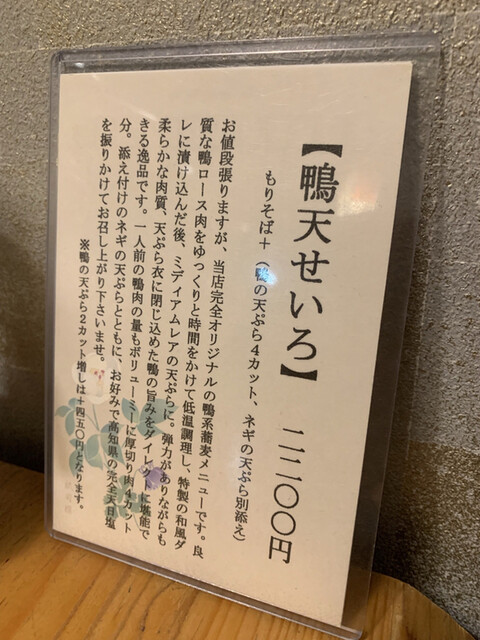 【鴨天せいろ】　二二〇〇円
もりそば＋（鴨の天ぷら4カット、ネギの天ぷら別添え）
お値段張りますが、当店完全オリジナルの鴨系蕎麦メニューです。良
質な鴨ロース肉をゆっくりと時間をかけて低温調理し、特製の和風ダ
レに漬け込んだ後、ミディアムレアの天ぷらに。弾力がありながらも
柔らかな肉質、天ぷら衣に閉じ込めた鴨の旨みをダイレクトに堪能で
きる逸品です。一人前の鴨肉の量もボリューミーに厚切り肉4カット
分。添え付けのネギの天ぷらとともに、お好みで高知県の完全天日塩
を振りかけてお召し上がり下さいませ。
※鴨の天ぷら2カット増しは＋四五〇円となります。